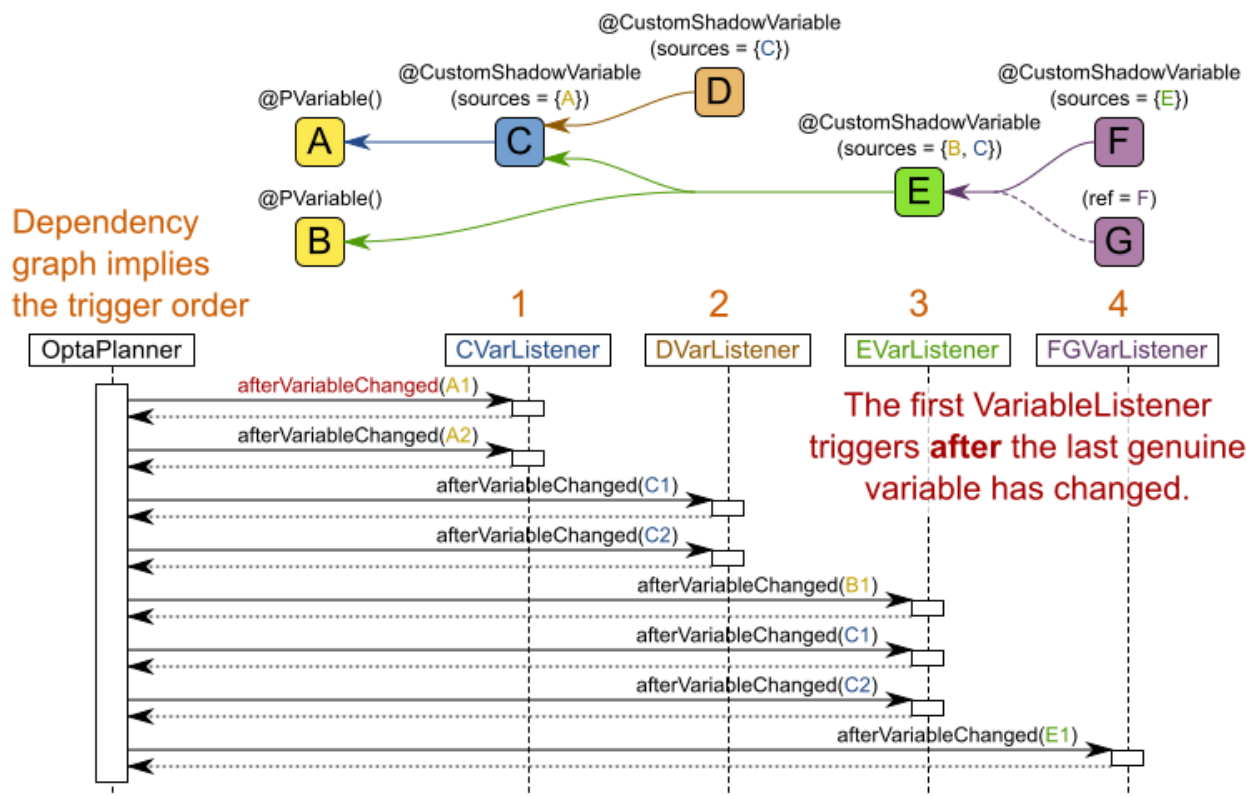 @CustomShadowVariable
(sources = {C})
D
@CustomShadowVariable
(sources = {A})
C
@PVariable()
A
@CustomShadowVariable
(sources = {E})
F
@CustomShadowVariable
(sources = {B, C})
E
@PVariable()
B
(ref = F)
G
Dependency
graph implies
the trigger order
1
2
3
4
OptaPlanner
CVarListener
DVarListener
EVarListener
FGVarListener
afterVariableChanged(A1)
The first VariableListener
triggers after the last genuine
variable has changed.
afterVariableChanged(A2)
afterVariableChanged(C1)
afterVariableChanged(C2)
afterVariableChanged(B1)
afterVariableChanged(C1)
afterVariableChanged(C2)
afterVariableChanged(E1)